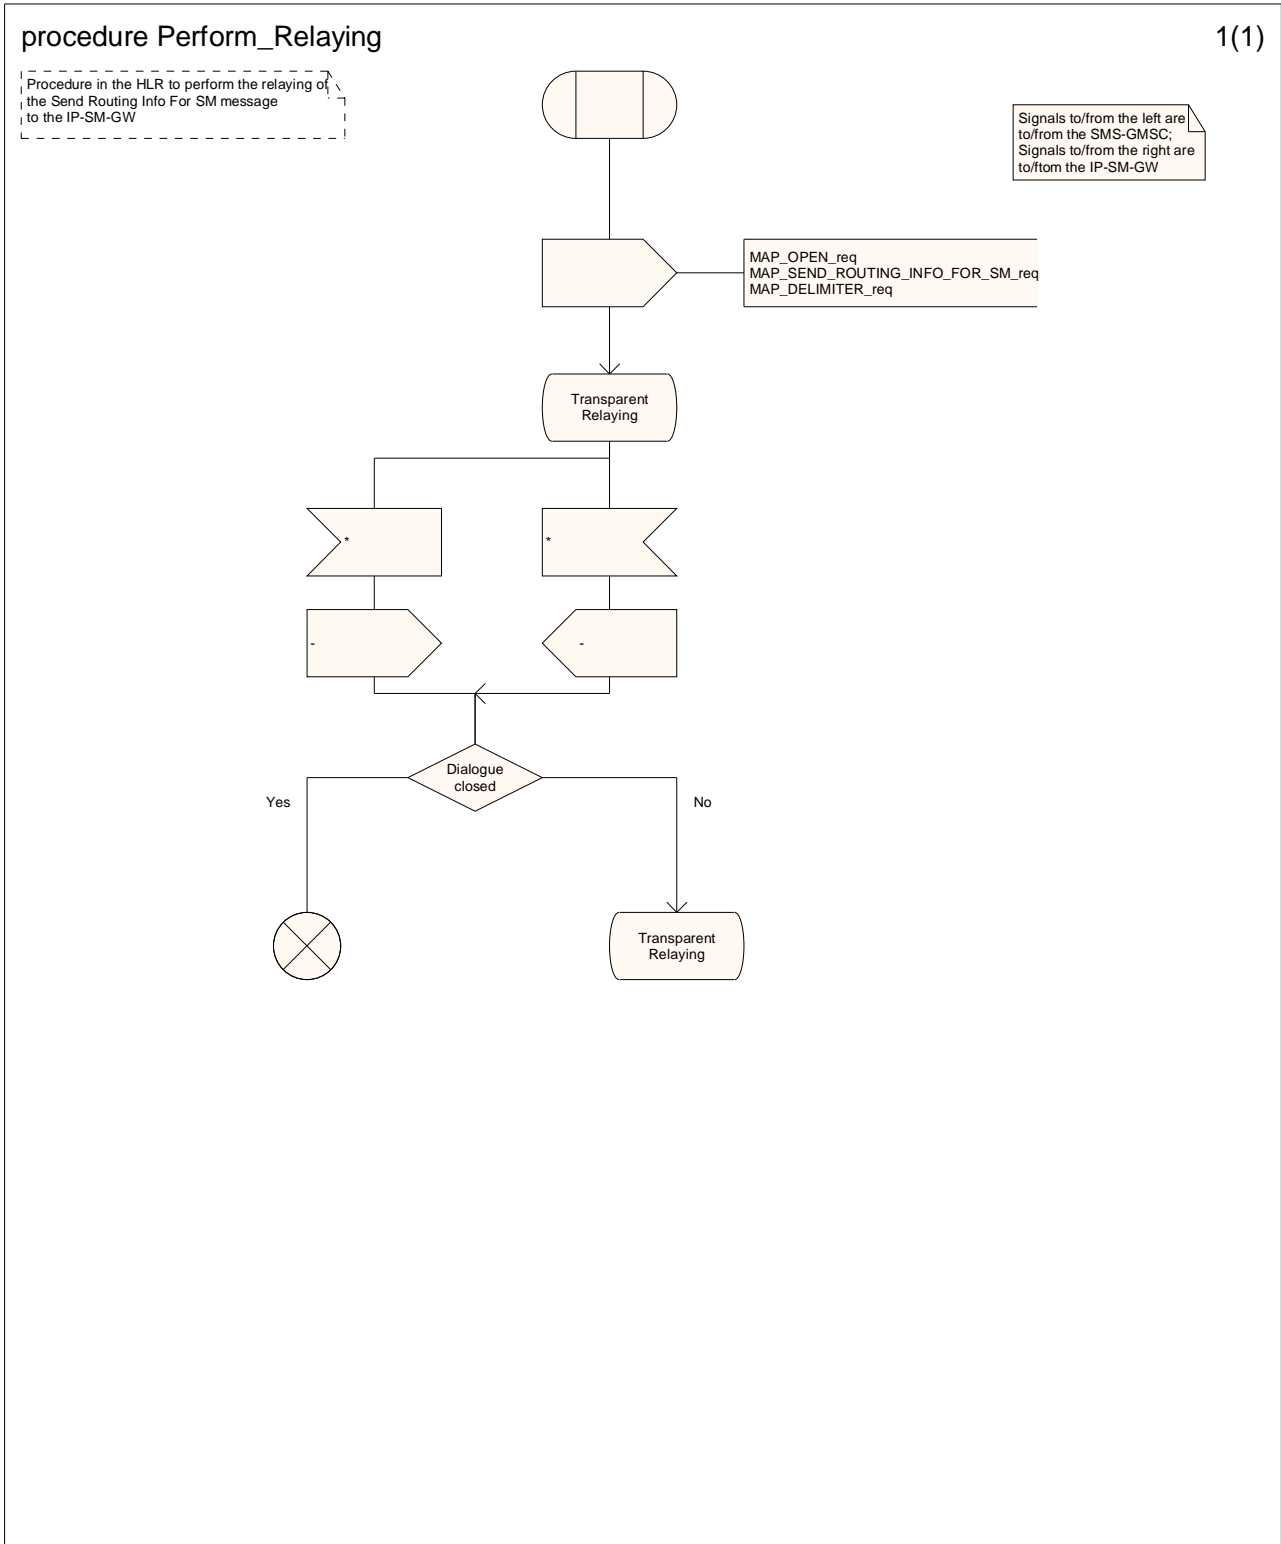 procedure Perform_Relaying
1(1)
Procedure in the HLR to perform the relaying of
the Send Routing Info For SM message
to the IP-SM-GW
Signals to/from the left are
to/from the SMS-GMSC;
Signals to/from the right are
to/ftom the IP-SM-GW
MAP_OPEN_req
MAP_SEND_ROUTING_INFO_FOR_SM_req
MAP_DELIMITER_req
Transparent
Relaying
*
*
-
-
Dialogue
closed
Yes
No
Transparent
Relaying